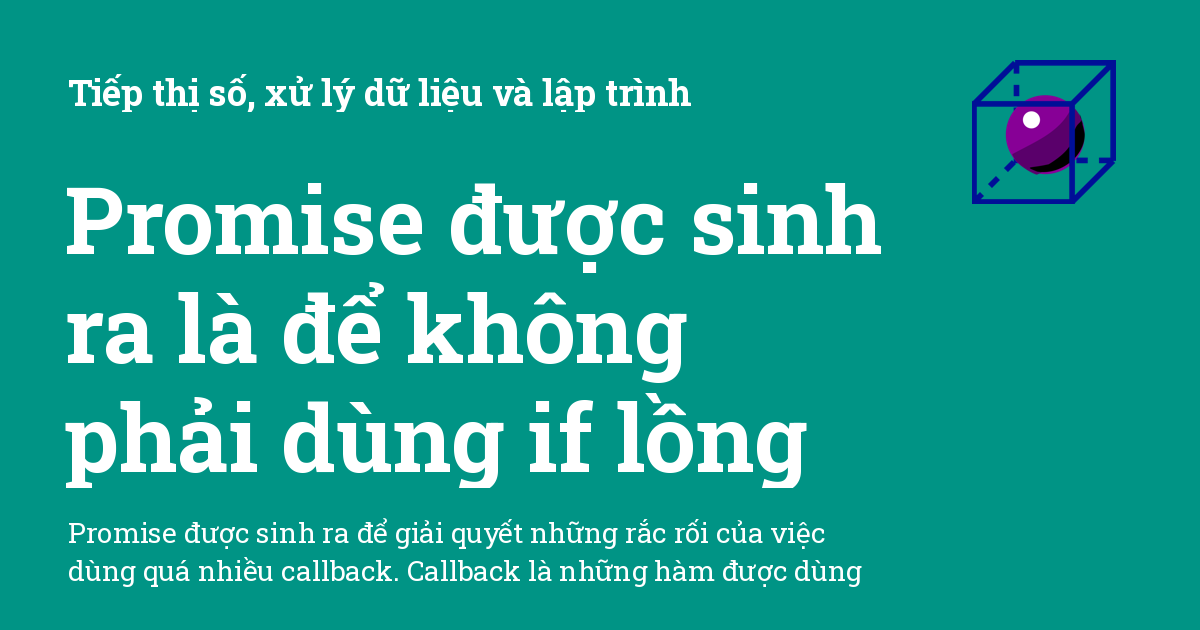 Tiếp thị số, xử lý dữ liệu và lập trình
Promise được sinh
ra là để không
phải dùng if lồng
Promise được sinh ra để giải quyết những rắc rối của việc
dùng quá nhiều callback. Callback là những hàm được dùng